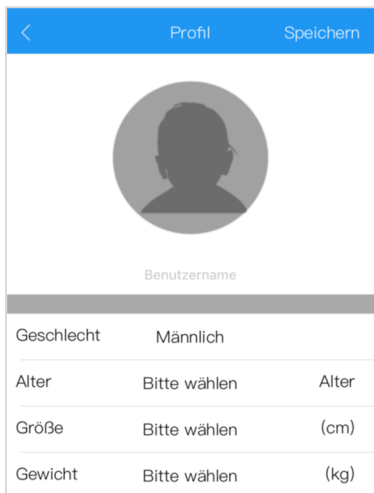 Profil Speichern
Benutzername
Geschlecht Männlich
Alter Bitte wählen Alter
Größe Bitte wählen (cm)
Gewicht Bitte wählen (kg)